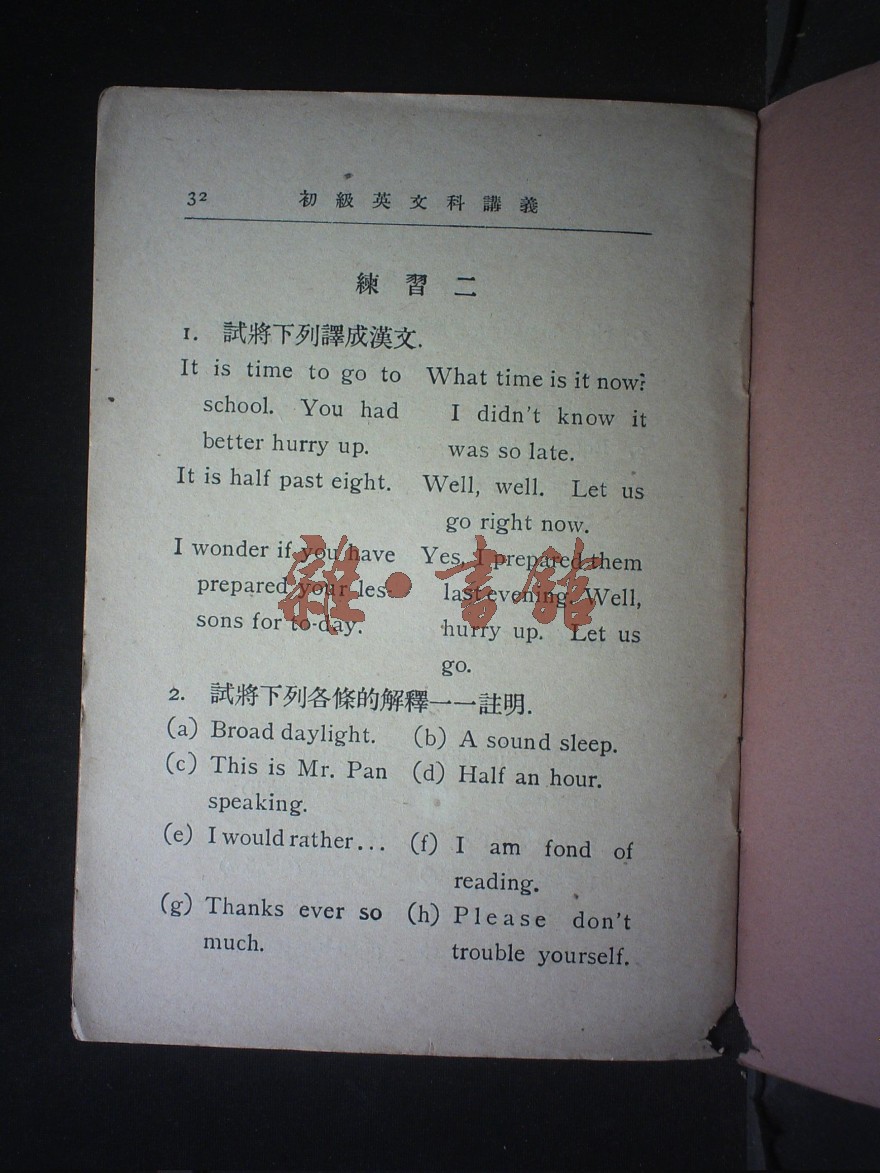 32 初級英文科講義
練習二
1. 試將下列譯成漢文.
It is time to go to
school. You had
better hurry up.
What time is it now?
I didn't know it
was so late.
It is half past eight.
Well, well. Let us
go right now.
I wonder if you have
prepared your les-
sons for to-day.
Yes, I prepared them
last evening. Well,
hurry up. Let us
go.
雜·書館
2. 試將下列各條的解釋一一註明.
(a) Broad daylight. (b) A sound sleep.
(c) This is Mr. Pan
speaking.
(d) Half an hour.
(e) I would rather...
(f) I am fond of
reading.
(g) Thanks ever so
much.
(h) Please don't
trouble yourself.